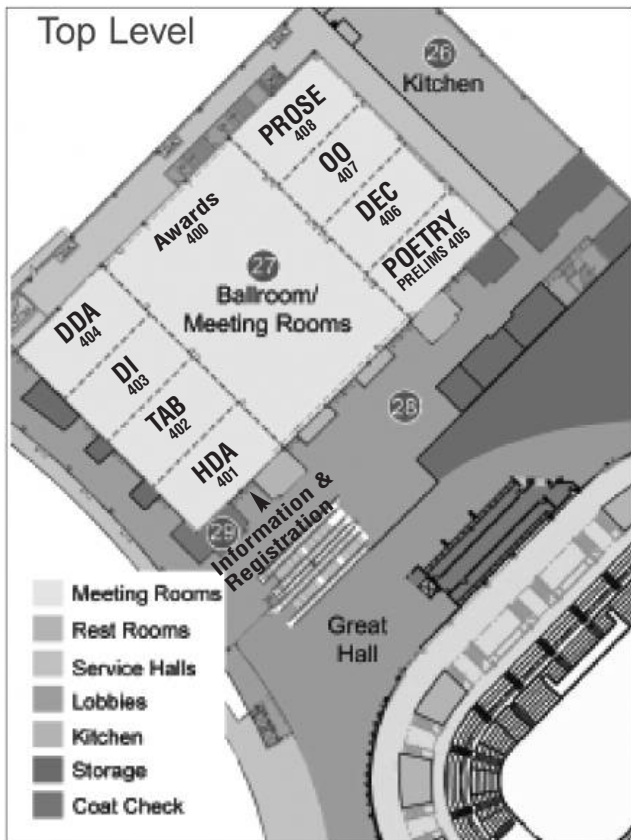 Top Level
26
Kitchen
PROSE
408
OO
407
DEC
406
POETRY
PRELIMS 405
Awards
400
27
Ballroom/
Meeting Rooms
DDA
404
DI
403
TAB
402
HDA
401
28
29
Information &
Registration
Great
Hall
Meeting Rooms
Rest Rooms
Service Halls
Lobbies
Kitchen
Storage
Coat Check